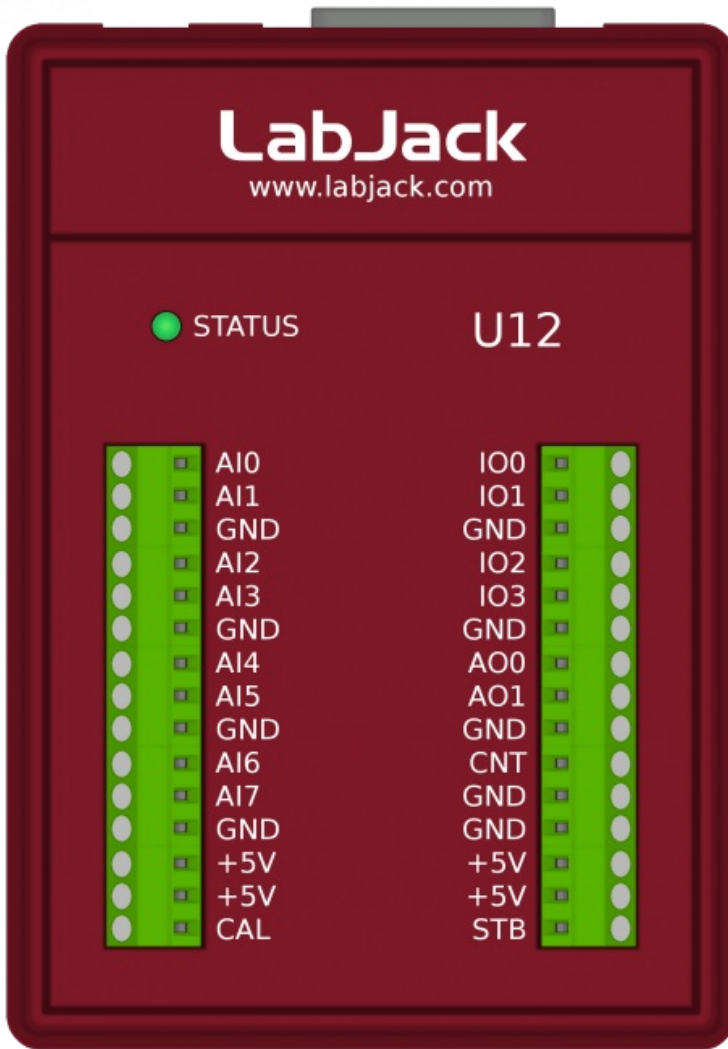 LabJack
www.labjack.com
STATUS
U12
AI0
AI1
GND
AI2
AI3
GND
AI4
AI5
GND
AI6
AI7
GND
+5V
+5V
CAL
IO0
IO1
GND
IO2
IO3
GND
AO0
AO1
GND
CNT
GND
GND
+5V
+5V
STB